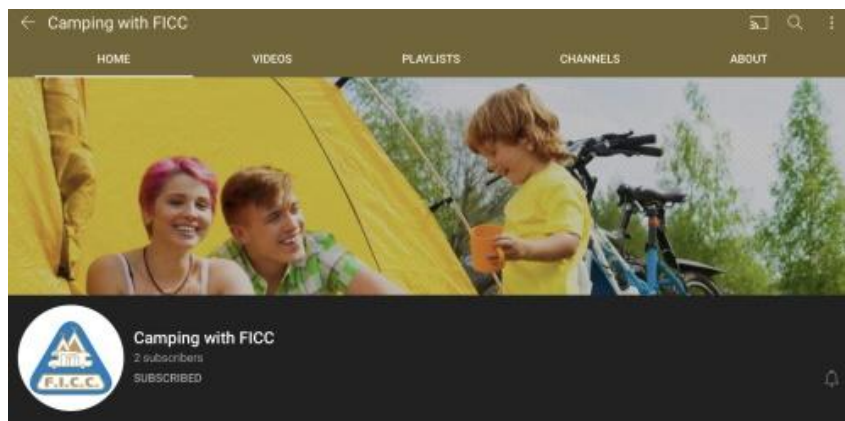 Camping with FICC
HOME VIDEOS PLAYLISTS CHANNELS ABOUT
Camping with FICC
2 subscribers
SUBSCRIBED
F.I.C.C.